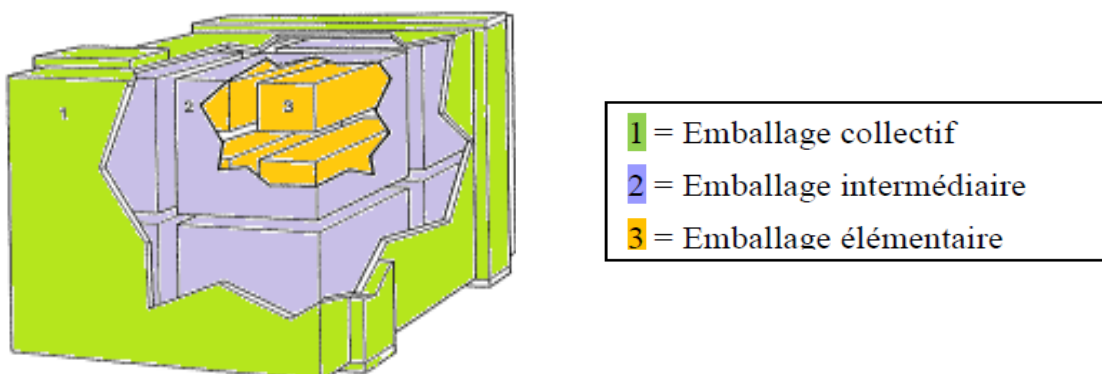 1
2
3
1 = Emballage collectif
2 = Emballage intermédiaire
3 = Emballage élémentaire